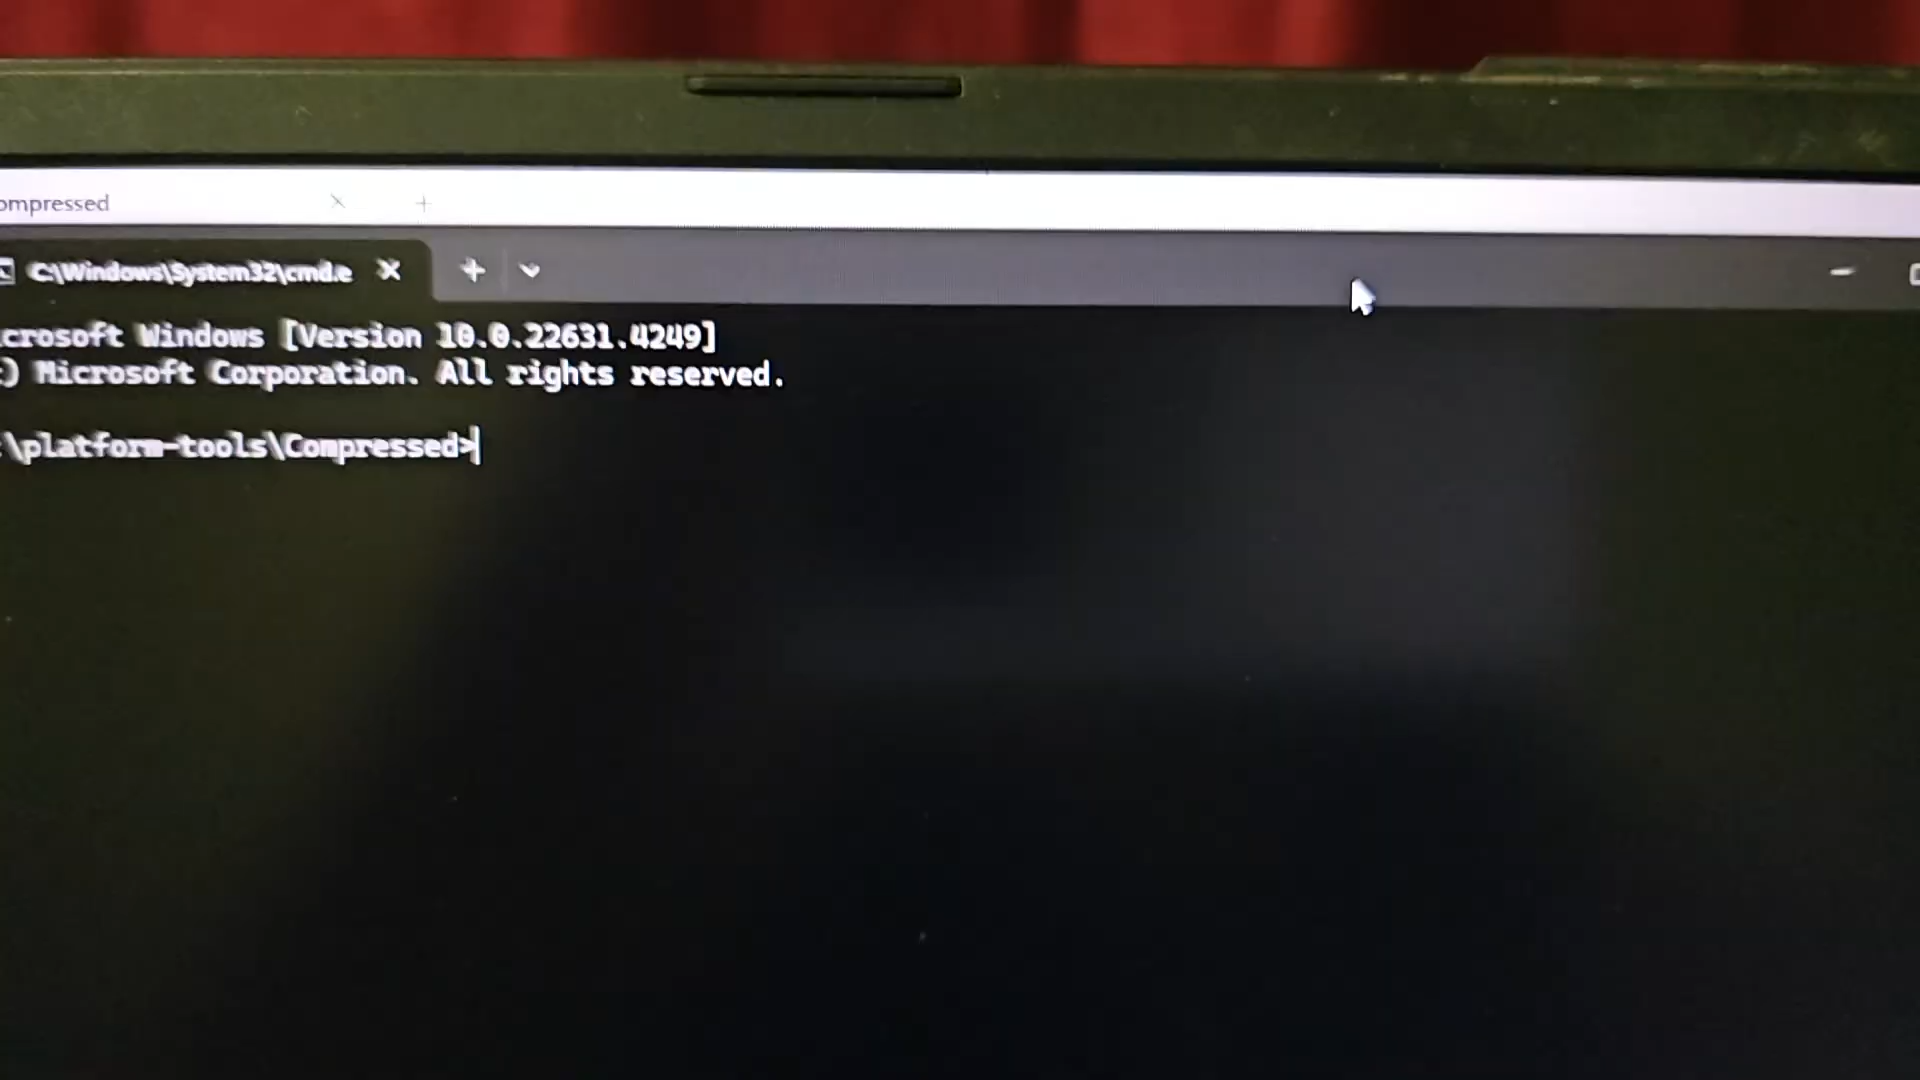 ompressed
C:\Windows\System32\cmd.e
crosoft Windows [Version 10.0.22631.4249]
) Microsoft Corporation. All rights reserved.
:\platform-tools\Compressed>